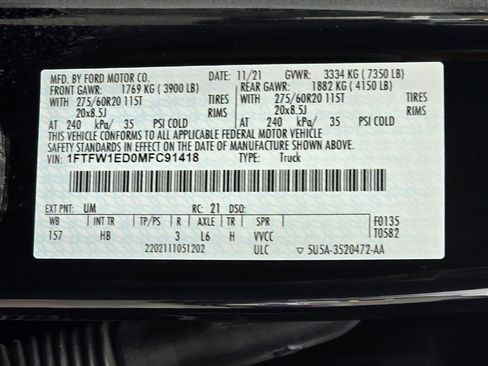 MFD. BY FORD MOTOR CO. DATE: 11/21 GVWR: 3334 KG ( 7350 LB)
FRONT GAWR: 1769 KG ( 3900 LB) REAR GAWR: 1882 KG ( 4150 LB)
WITH 275/60R20 115T TIRES WITH 275/60R20 115T TIRES
20x8.5J RIMS 20x8.5J RIMS
AT 240 kPa/ 35 PSI COLD AT 240 kPa/ 35 PSI COLD
THIS VEHICLE CONFORMS TO ALL APPLICABLE FEDERAL MOTOR VEHICLE
SAFETY STANDARDS IN EFFECT ON THE DATE OF MANUFACTURE SHOWN ABOVE.
VIN: 1FTFW1ED0MFC91418 TYPE: Truck
EXT PNT: UM RC: 21 DSO:
WB INT TR TP/PS R AXLE TR SPR F0135
157 HB 3 L6 H VVCC T0582
2202111051202 ULC ▽ 5U5A-3520472-AA